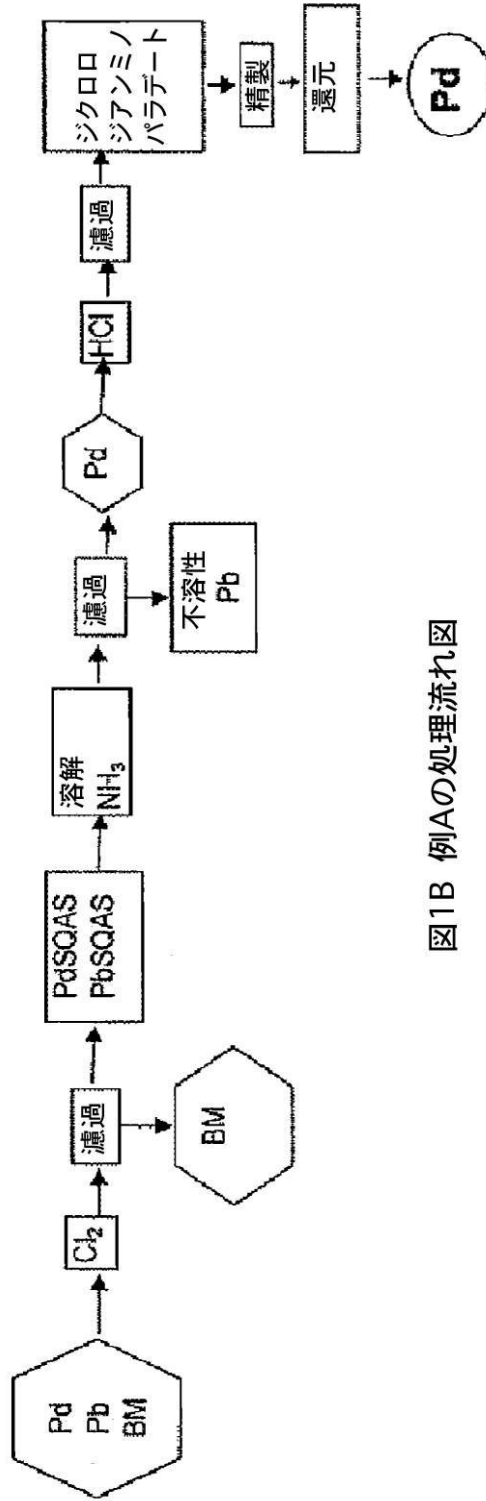 Pd
Pb
BM
Cl₂
濾過
BM
PdSQAS
PbSQAS
溶解
NH₃
濾過
不溶性
Pb
Pd
HCl
濾過
ジクロロ
ジアンミノ
パラデート
精製
還元
Pd
図1B 例Aの処理流れ図